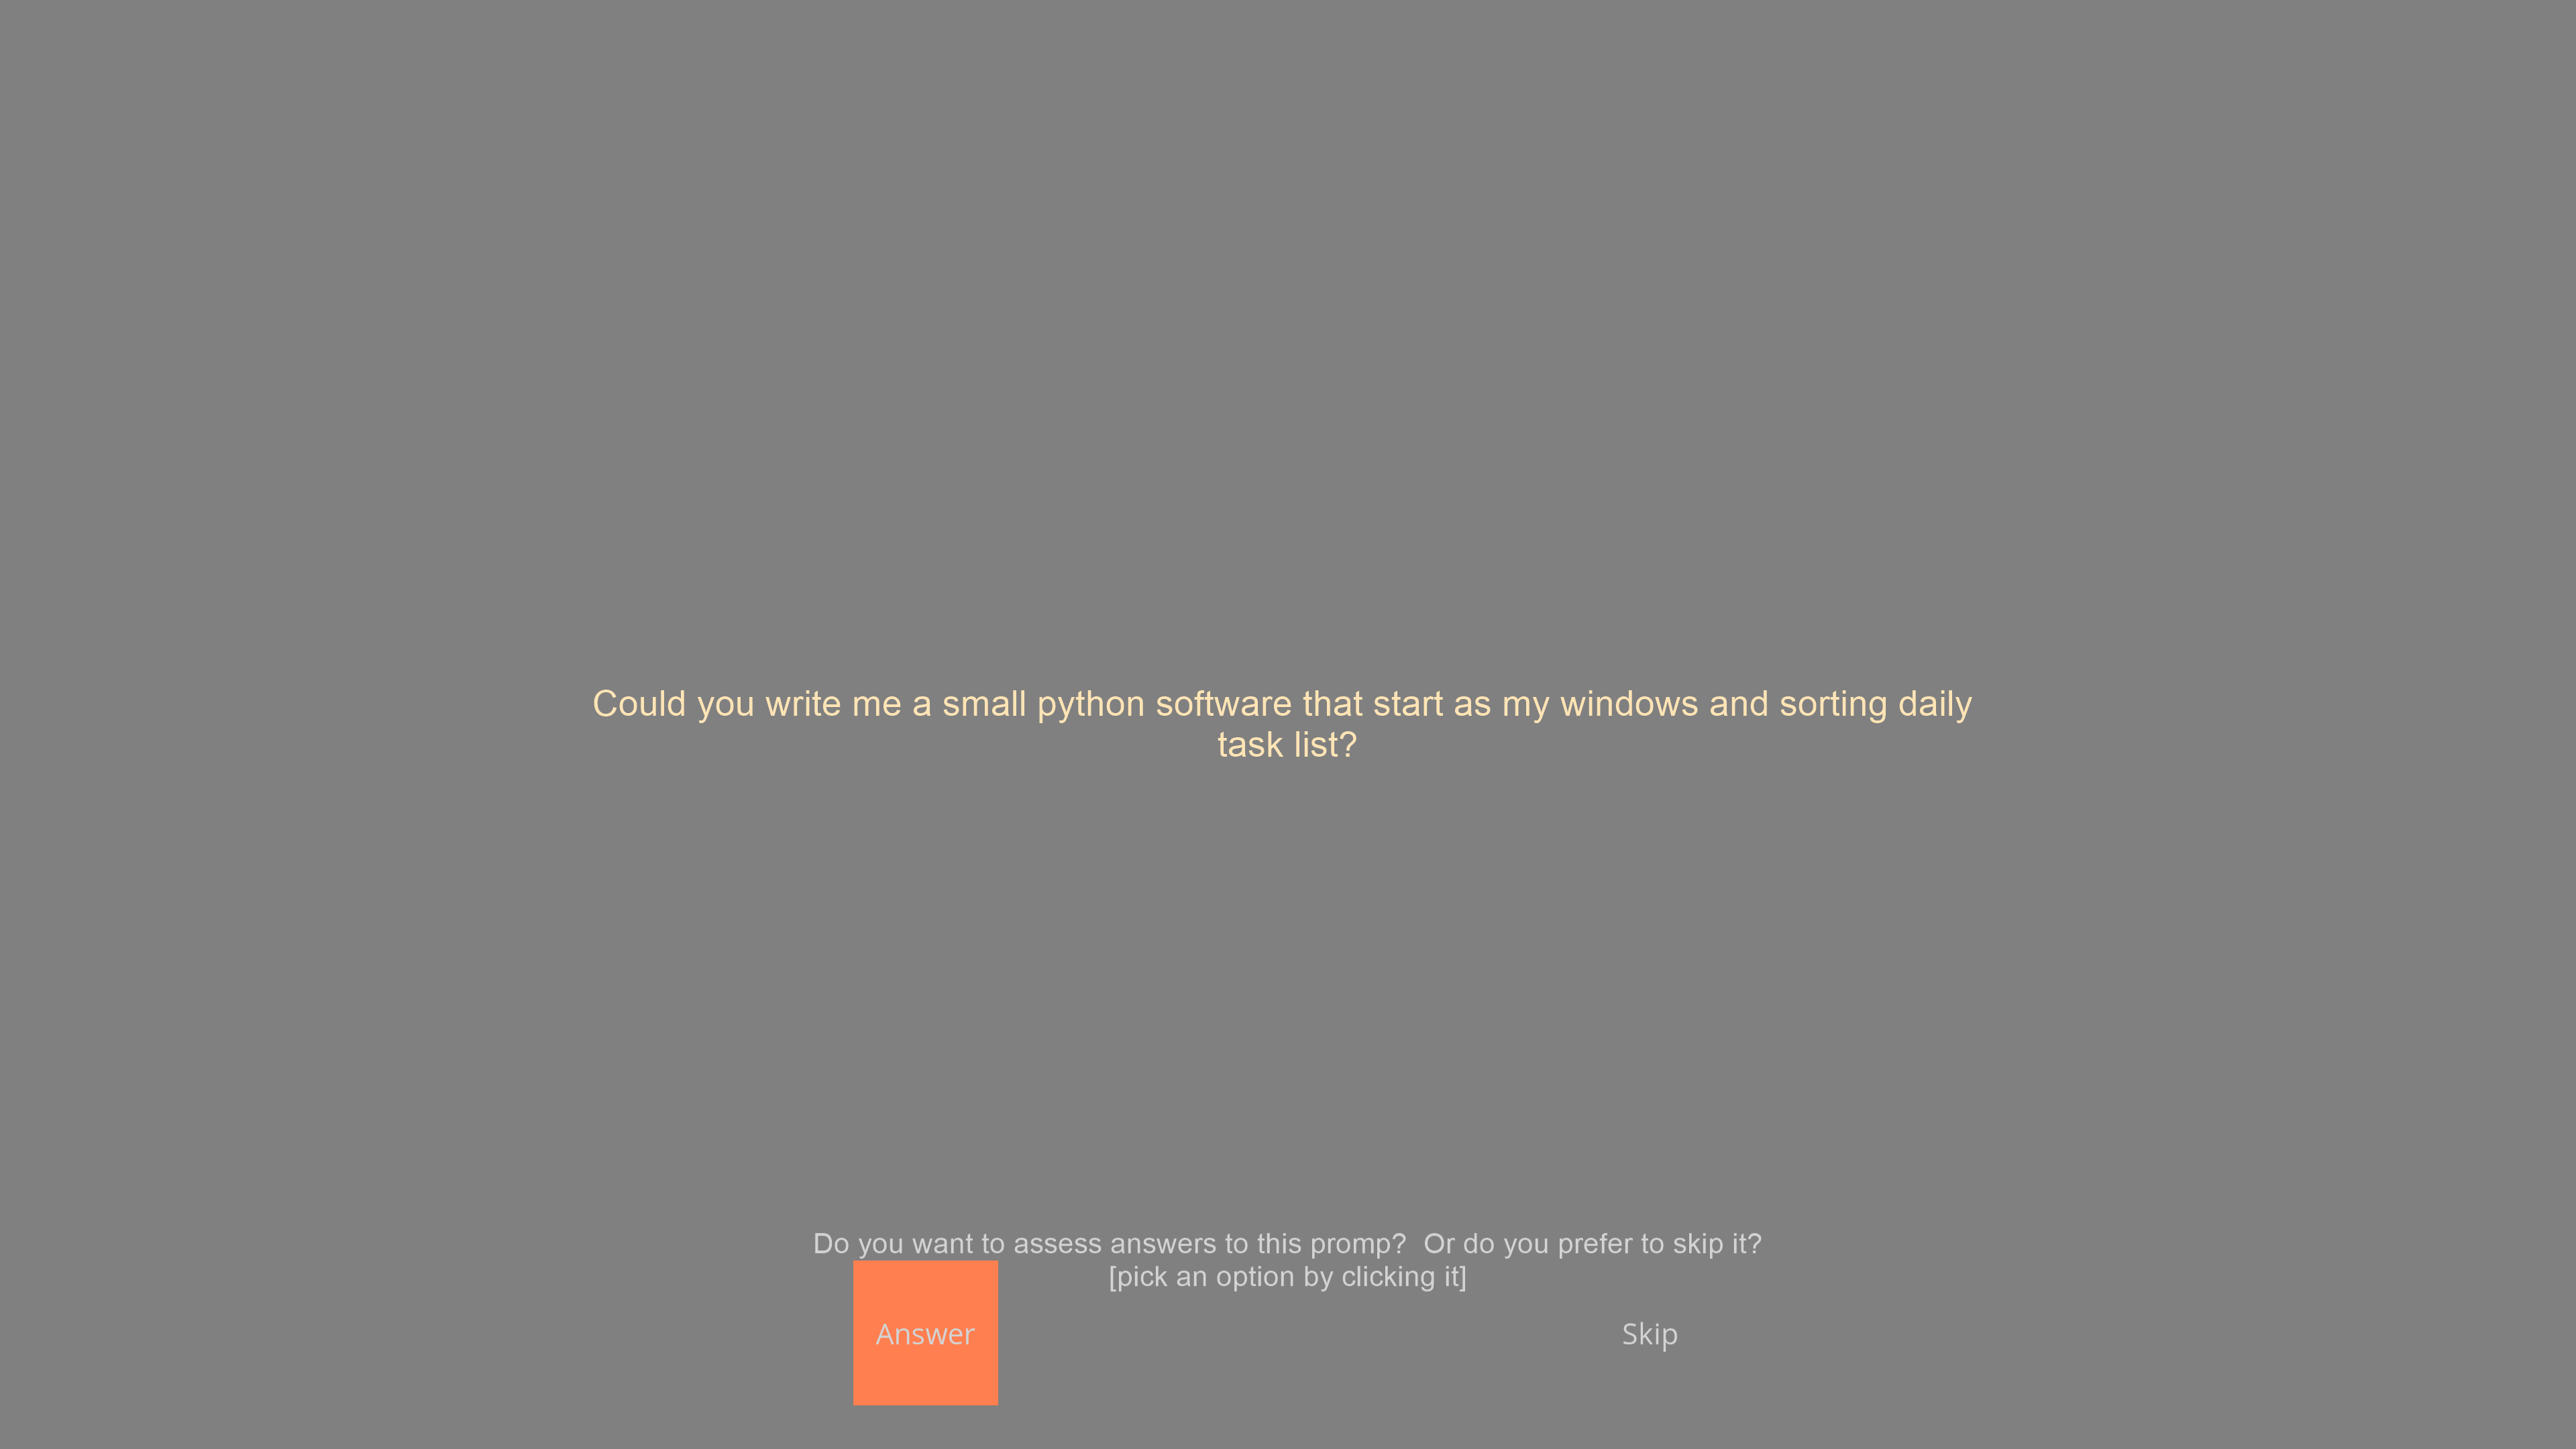 Could you write me a small python software that start as my windows and sorting daily
task list?
Do you want to assess answers to this promp?  Or do you prefer to skip it?
[pick an option by clicking it]
Answer
Skip